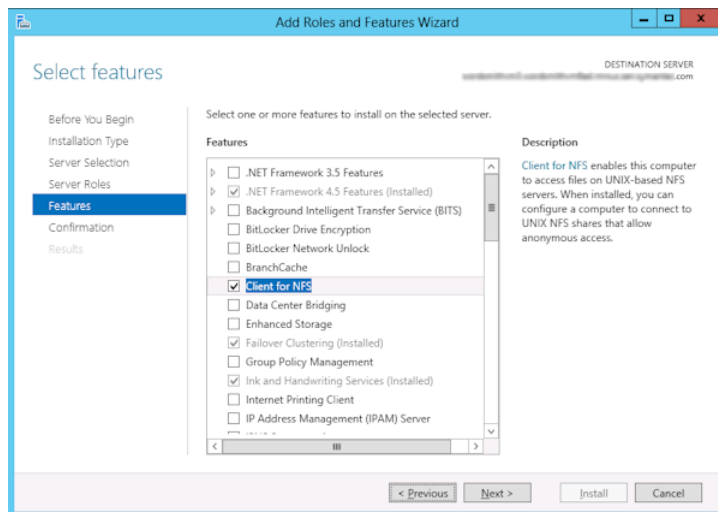 Add Roles and Features Wizard
Select features
DESTINATION SERVER
.com
Before You Begin
Installation Type
Server Selection
Server Roles
Features
Confirmation
Results
Select one or more features to install on the selected server.
Features
.NET Framework 3.5 Features
.NET Framework 4.5 Features (Installed)
Background Intelligent Transfer Service (BITS)
BitLocker Drive Encryption
BitLocker Network Unlock
BranchCache
Client for NFS
Data Center Bridging
Enhanced Storage
Failover Clustering (Installed)
Group Policy Management
Ink and Handwriting Services (Installed)
Internet Printing Client
IP Address Management (IPAM) Server
Description
Client for NFS enables this computer
to access files on UNIX-based NFS
servers. When installed, you can
configure a computer to connect to
UNIX NFS shares that allow
anonymous access.
< Previous
Next >
Install
Cancel